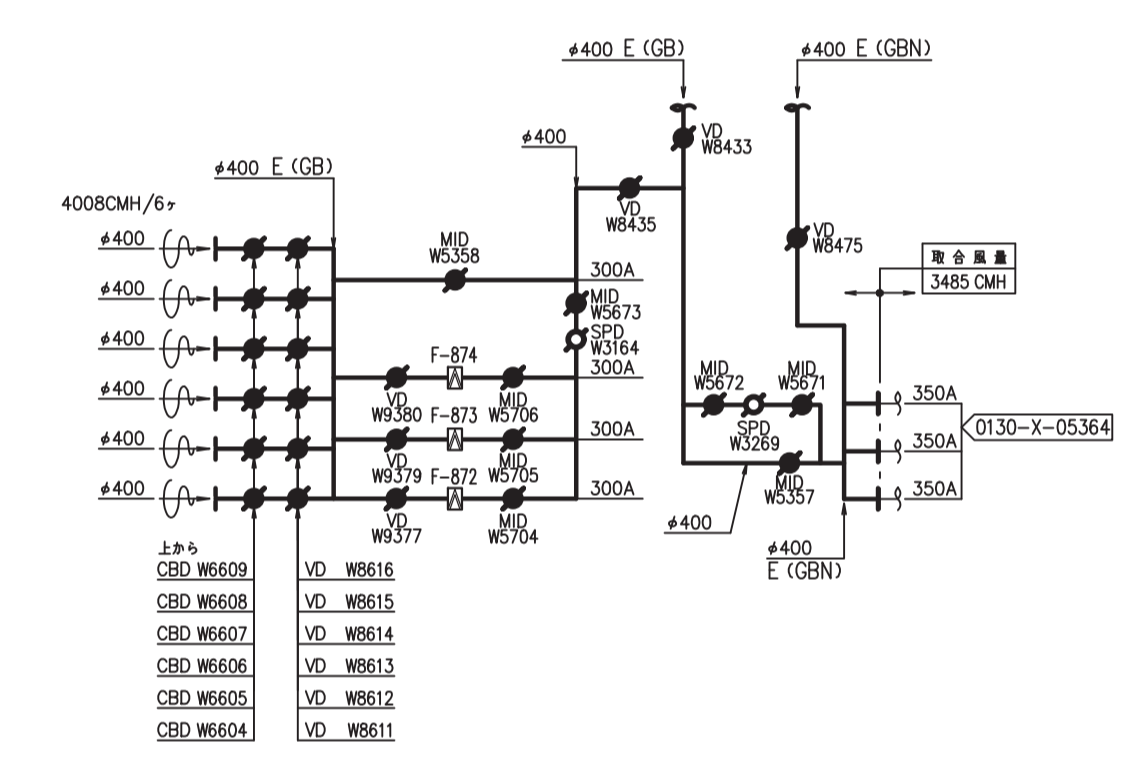 φ400 E (GB)
φ400 E (GBN)
φ400
VD
W8433
φ400 E (GB)
4008CMH/6ヶ
VD
W8435
VD
W8475
φ400
MID
W5358
取合風量
3485 CMH
300A
φ400
MID
W5673
SPD
W3164
φ400
F-874
300A
MID
W5672
MID
W5671
φ400
VD
W9380
F-873
MID
W5706
350A
SPD
W3269
0130-X-05364
300A
φ400
VD
W9379
F-872
MID
W5705
350A
MID
W5357
φ400
300A
350A
VD
W9377
MID
W5704
φ400
φ400
E (GBN)
上から
CBD W6609
VD W8616
CBD W6608
VD W8615
CBD W6607
VD W8614
CBD W6606
VD W8613
CBD W6605
VD W8612
CBD W6604
VD W8611